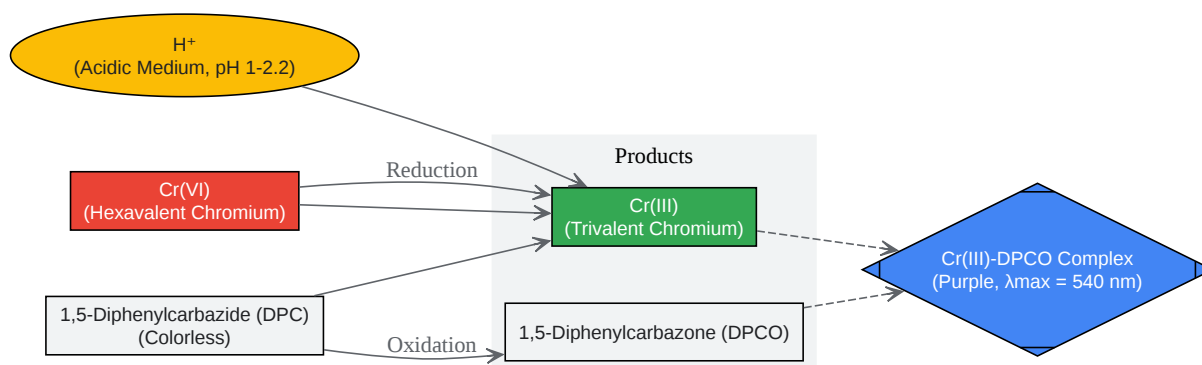 H⁺
(Acidic Medium, pH 1-2.2)
Products
Reduction
Cr(VI)
(Hexavalent Chromium)
Cr(III)
(Trivalent Chromium)
Cr(III)-DPCO Complex
(Purple, λmax = 540 nm)
1,5-Diphenylcarbazide (DPC)
(Colorless)
Oxidation
1,5-Diphenylcarbazone (DPCO)